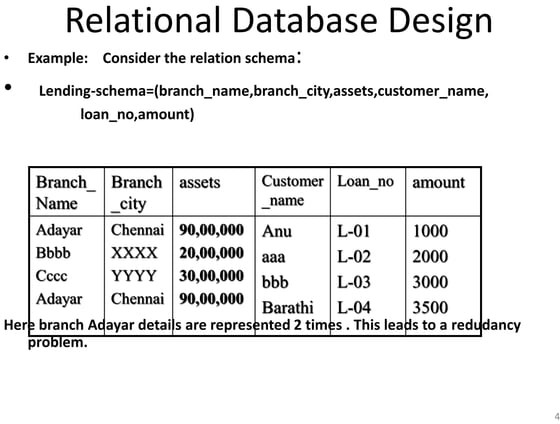 Relational Database Design
• Example: Consider the relation schema:
• Lending-schema=(branch_name,branch_city,assets,customer_name,
loan_no,amount)
Branch_ Name Branch _city assets Customer _name Loan_no amount
Adayar Chennai 90,00,000 Anu L-01 1000
Bbbb XXXX 20,00,000 aaa L-02 2000
Cccc YYYY 30,00,000 bbb L-03 3000
Adayar Chennai 90,00,000 Barathi L-04 3500
Here branch Adayar details are represented 2 times . This leads to a redudancy
problem.
4